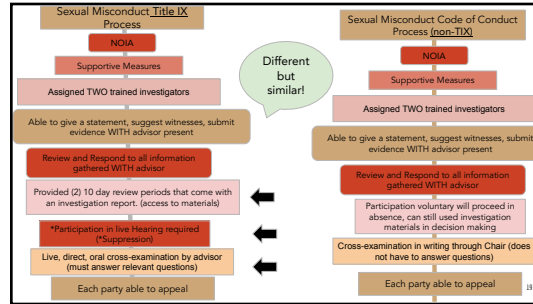 Sexual Misconduct Title IX
Process
NOIA
Supportive Measures
Assigned TWO trained investigators
Able to give a statement, suggest witnesses, submit
evidence WITH advisor present
Review and Respond to all information
gathered WITH advisor
Provided (2) 10 day review periods that come with
an investigation report. (access to materials)
*Participation in live Hearing required
(*Suppression)
Live, direct, oral cross-examination by advisor
(must answer relevant questions)
Each party able to appeal
Different
but
similar!
Sexual Misconduct Code of Conduct
Process (non-TIX)
NOIA
Supportive Measures
Assigned TWO trained investigators
Able to give a statement, suggest witnesses, submit
evidence WITH advisor present
Review and Respond to all information
gathered WITH advisor
Participation voluntary will proceed in
absence, can still used investigation
materials in decision making
Cross-examination in writing through Chair (does
not have to answer questions)
Each party able to appeal
19